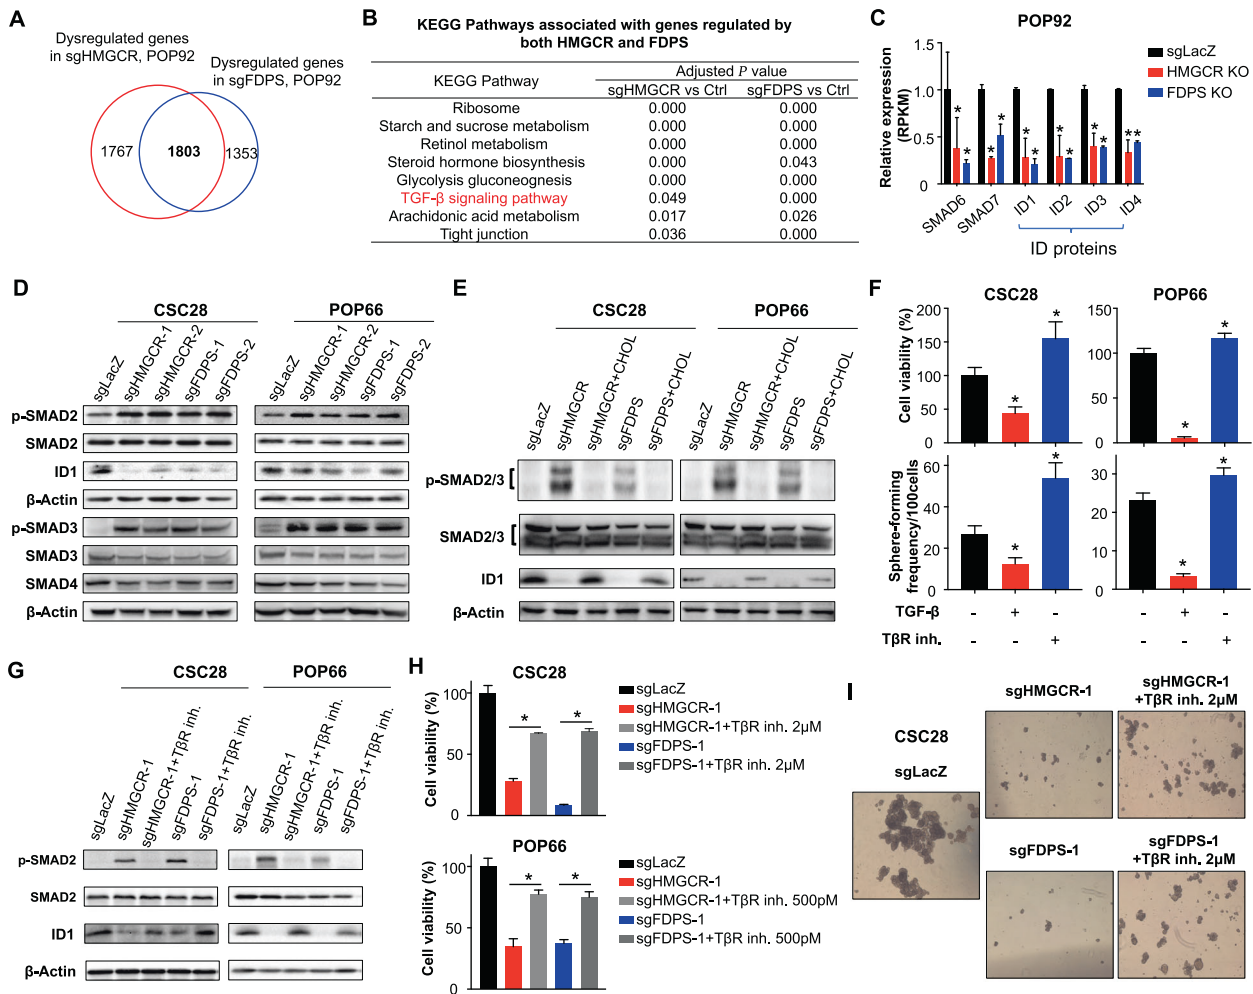 A
Dysregulated genes
in sgHMGCR, POP92
Dysregulated genes
in sgFDPS, POP92
1767
1803
1353
B
KEGG Pathways associated with genes regulated by
both HMGCR and FDPS
KEGG Pathway
Adjusted P value
sgHMGCR vs Ctrl sgFDPS vs Ctrl
Ribosome 0.000 0.000
Starch and sucrose metabolism 0.000 0.000
Retinol metabolism 0.000 0.000
Steroid hormone biosynthesis 0.000 0.043
Glycolysis gluconeognesis 0.000 0.000
TGF-β signaling pathway 0.049 0.000
Arachidonic acid metabolism 0.017 0.026
Tight junction 0.036 0.000
C
POP92
Relative expression
(RPKM)
1.5
1.0
0.5
0
* * * * * * * * * * * *
SMAD6 SMAD7 ID1 ID2 ID3 ID4
ID proteins
sgLacZ
HMGCR KO
FDPS KO
D
CSC28 POP66
sgLacZ sgHMGCR-1 sgHMGCR-2 sgFDPS-1 sgFDPS-2 sgLacZ sgHMGCR-1 sgHMGCR-2 sgFDPS-1 sgFDPS-2
p-SMAD2
SMAD2
ID1
β-Actin
p-SMAD3
SMAD3
SMAD4
β-Actin
E
CSC28 POP66
sgLacZ sgHMGCR sgHMGCR+CHOL sgFDPS sgFDPS+CHOL sgLacZ sgHMGCR sgHMGCR+CHOL sgFDPS sgFDPS+CHOL
p-SMAD2/3
SMAD2/3
ID1
β-Actin
F
CSC28 POP66
Cell viability (%)
200
150
100
50
0
* *
150
100
50
0
* *
Sphere-forming
frequency/100cells
60
40
20
0
* *
30
20
10
0
* *
TGF-β - + - - + -
TβR inh. - - + - - +
G
CSC28 POP66
sgLacZ sgHMGCR-1 sgHMGCR-1+TβR inh. sgFDPS-1 sgFDPS-1+TβR inh. sgLacZ sgHMGCR-1 sgHMGCR-1+TβR inh. sgFDPS-1 sgFDPS-1+TβR inh.
p-SMAD2
SMAD2
ID1
β-Actin
H
CSC28
Cell viability (%)
100
50
0
* *
sgLacZ
sgHMGCR-1
sgHMGCR-1+TβR inh. 2μM
sgFDPS-1
sgFDPS-1+TβR inh. 2μM
POP66
Cell viability (%)
100
50
0
* *
sgLacZ
sgHMGCR-1
sgHMGCR-1+TβR inh. 500pM
sgFDPS-1
sgFDPS-1+TβR inh. 500pM
I
CSC28
sgLacZ
sgHMGCR-1
sgHMGCR-1
+TβR inh. 2μM
sgFDPS-1
sgFDPS-1
+TβR inh. 2μM